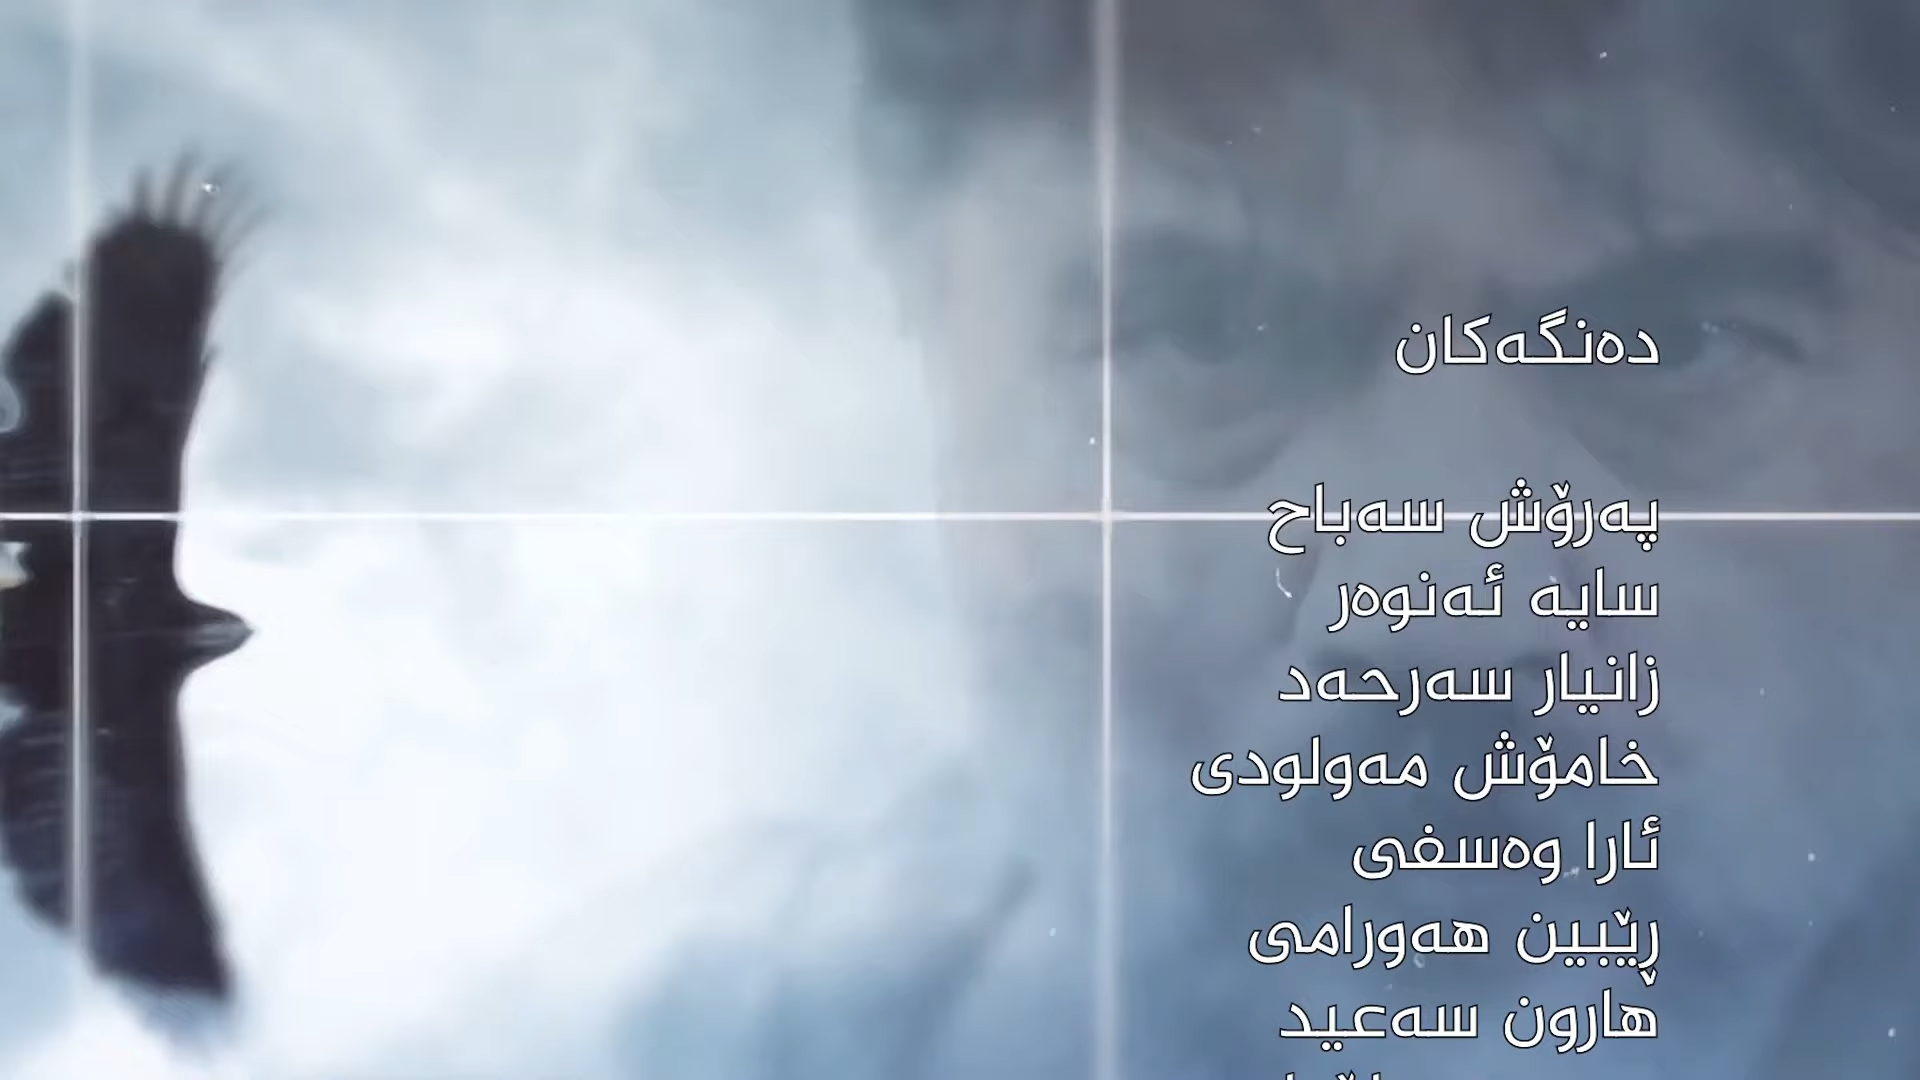 دەنگەکان
پەرۆش سەباح
سایە ئەنوەر
زانیار سەرحەد
خامۆش مەولودی
ئارا وەسفی
ڕێبین هەورامی
هارون سەعید